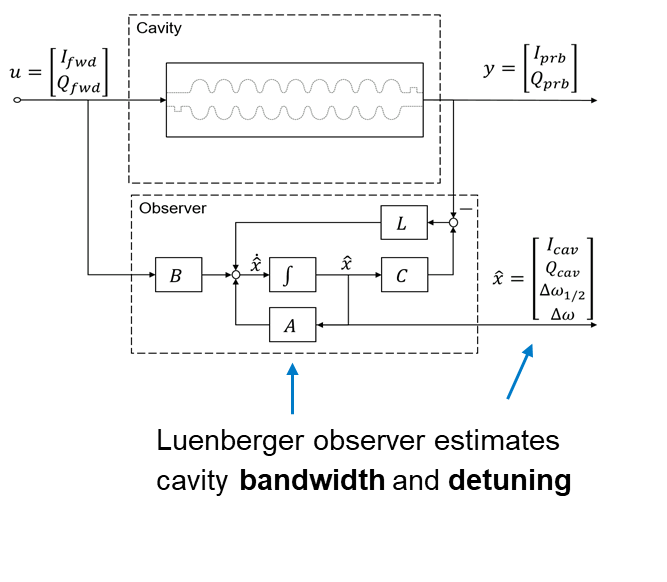 Cavity
u = [I_fwd Q_fwd]
y = [I_prb Q_prb]
Observer
−
L
B
ẋ̂
∫
x̂
C
x̂ = [I_cav Q_cav Δω_1/2 Δω]
A
Luenberger observer estimates
cavity bandwidth and detuning